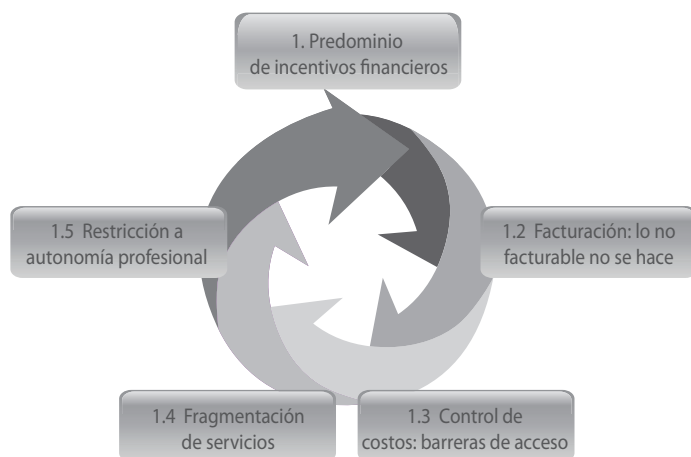 1. Predominio
de incentivos financieros
1.2 Facturación: lo no
facturable no se hace
1.3 Control de
costos: barreras de acceso
1.4 Fragmentación
de servicios
1.5 Restricción a
autonomía profesional